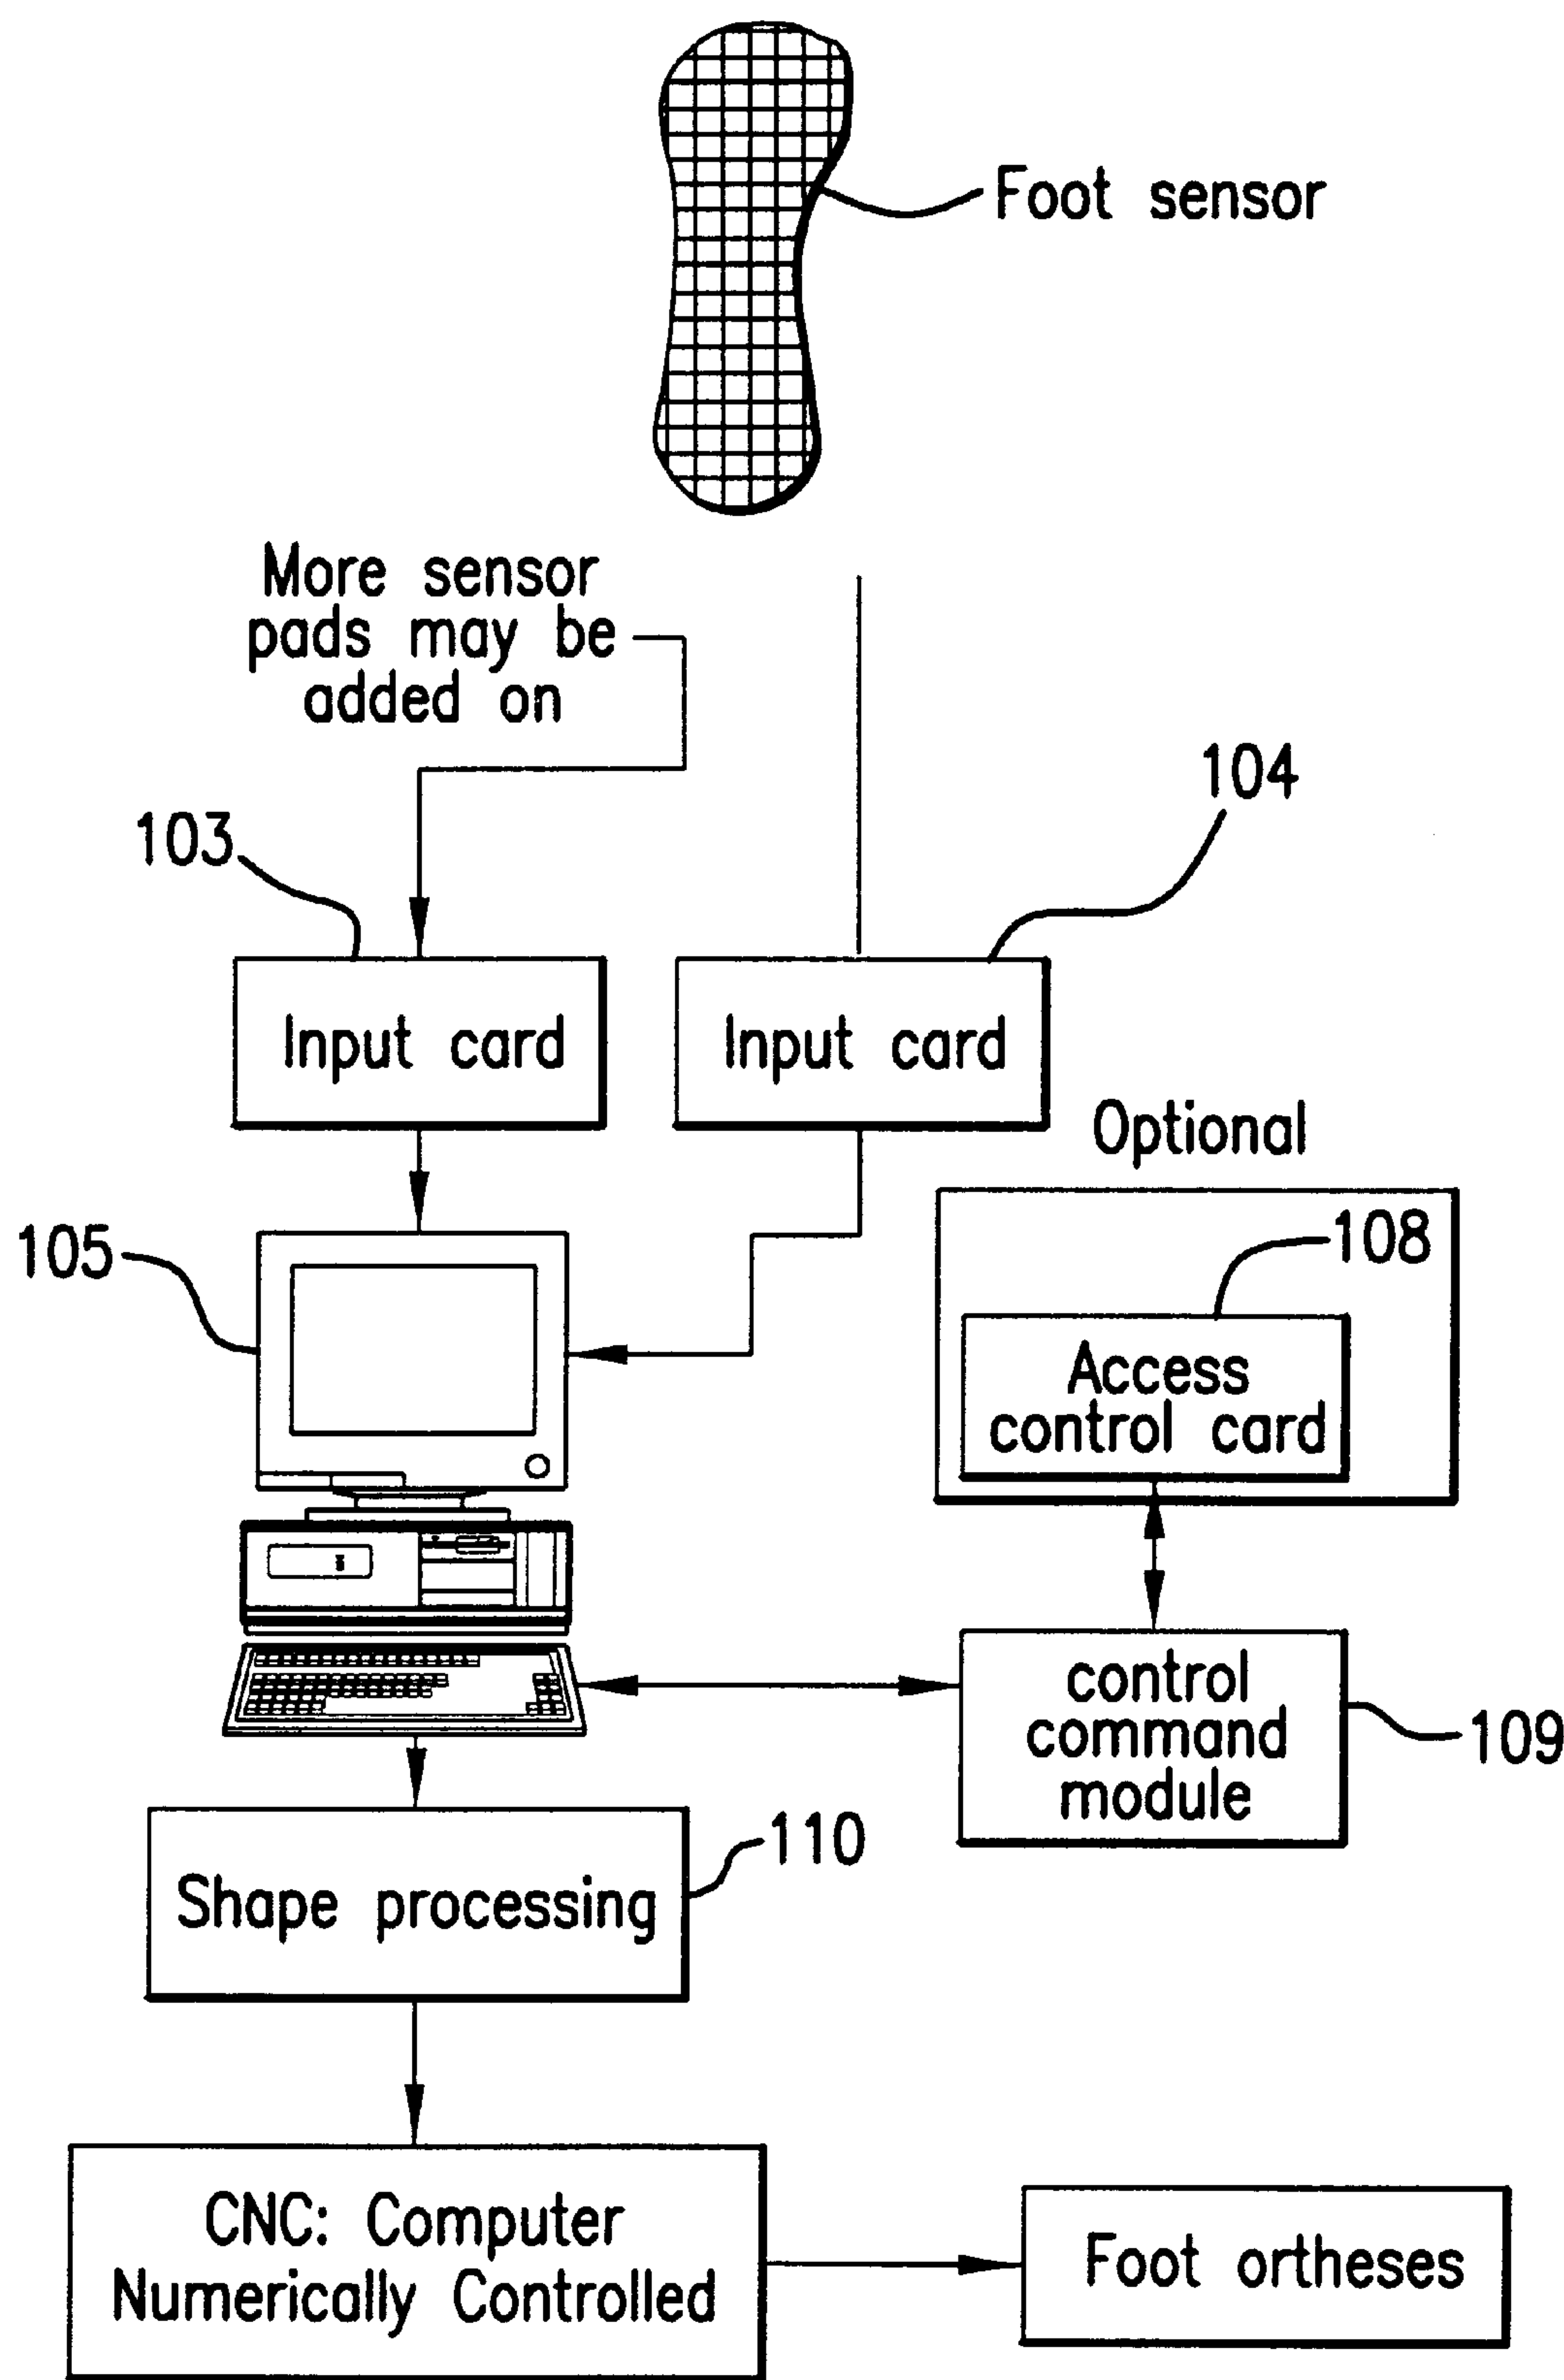 Foot sensor
More sensor
pads may be
added on
104
103
Input card
Input card
Optional
105
108
Access
control card
control
command
module
109
110
Shape processing
CNC: Computer
Numerically Controlled
Foot ortheses